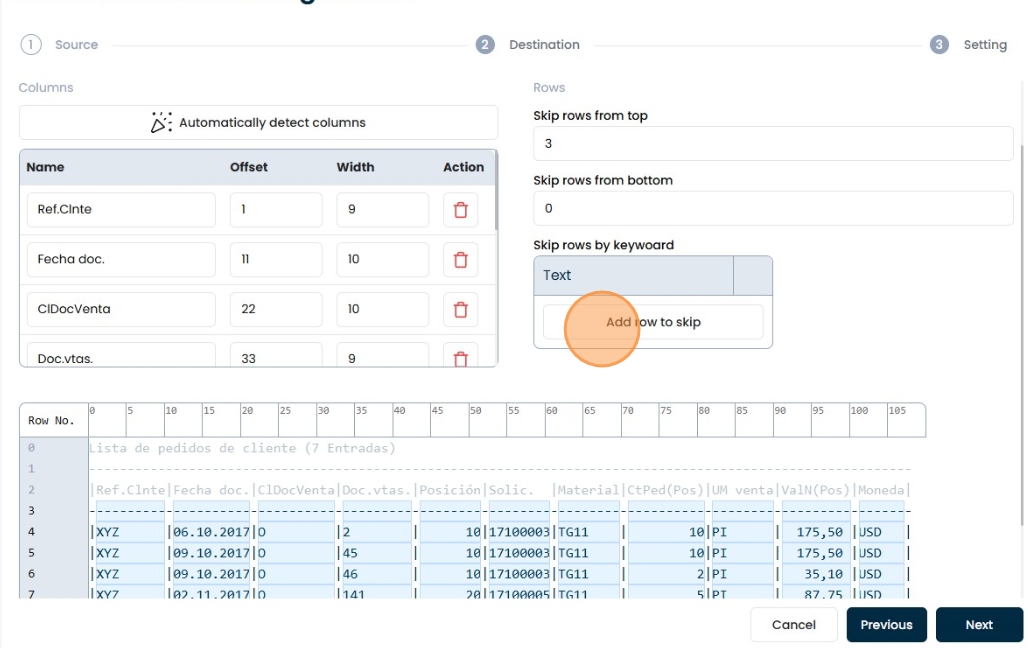 1 Source 2 Destination 3 Setting
Columns
Automatically detect columns
Name Offset Width Action
Ref.Clnte 1 9
Fecha doc. 11 10
ClDocVenta 22 10
Doc.vtas. 33 9
Rows
Skip rows from top
3
Skip rows from bottom
0
Skip rows by keywoard
Text
Add row to skip
Row No. 0 5 10 15 20 25 30 35 40 45 50 55 60 65 70 75 80 85 90 95 100 105
0 Lista de pedidos de cliente (7 Entradas)
1 ----------------------------------------------------------------------------------------------------------
2 |Ref.Clnte|Fecha doc.|ClDocVenta|Doc.vtas.|Posición|Solic.  |Material|CtPed(Pos)|UM venta|ValN(Pos)|Moneda|
3 ----------------------------------------------------------------------------------------------------------
4 |XYZ |06.10.2017|O |2 | 10|17100003|TG11 | 10|PI | 175,50 |USD |
5 |XYZ |09.10.2017|O |45 | 10|17100003|TG11 | 10|PI | 175,50 |USD |
6 |XYZ |09.10.2017|O |46 | 10|17100003|TG11 | 2|PI | 35,10 |USD |
7 |XYZ |02.11.2017|O |141 | 20|17100005|TG11 | 5|PI | 87,75 |USD |
Cancel Previous Next